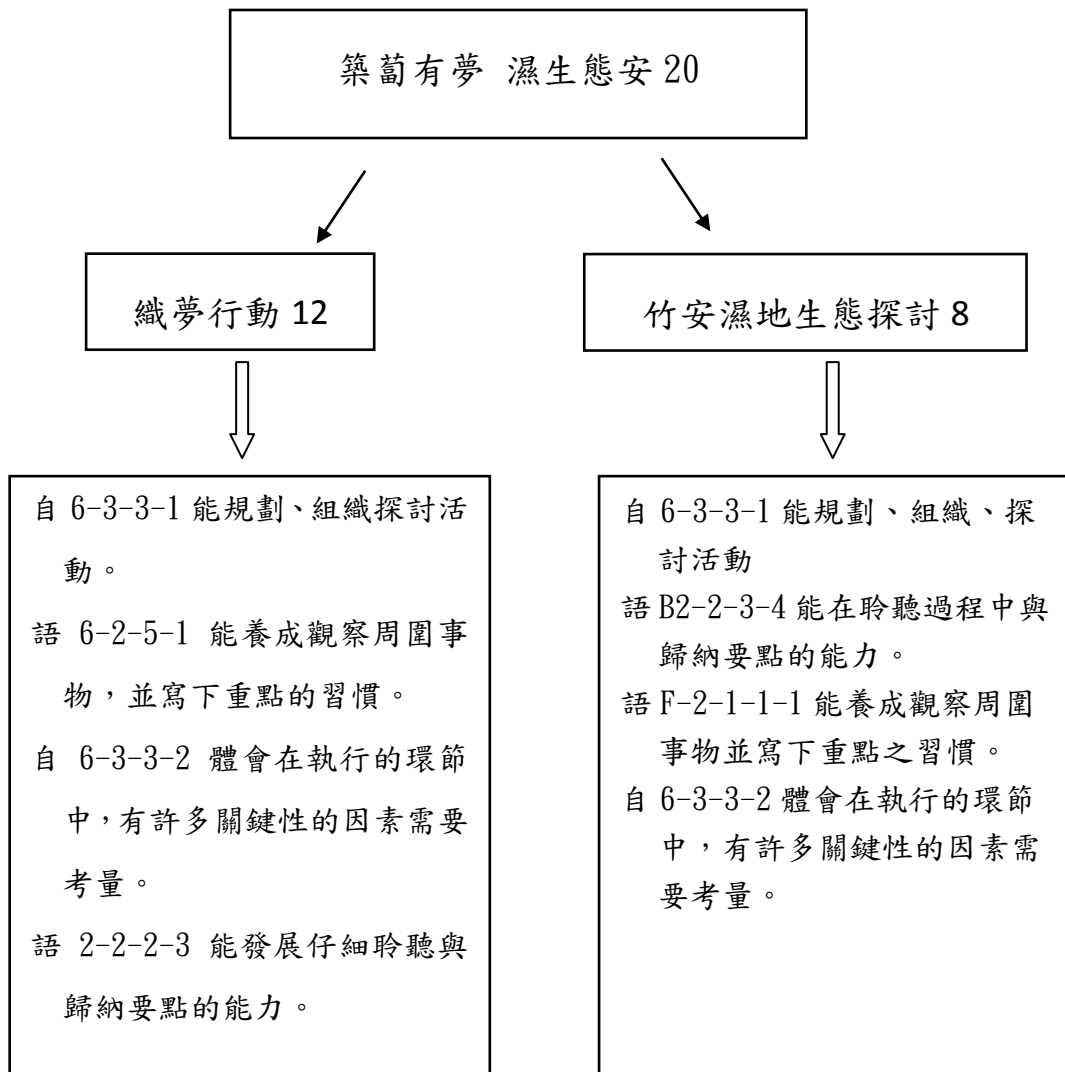 築蔔有夢 濕生態安20
織夢行動12
竹安濕地生態探討8
自 6-3-3-1 能規劃、組織探討活
動。
語 6-2-5-1 能養成觀察周圍事
物，並寫下重點的習慣。
自 6-3-3-2 體會在執行的環節
中，有許多關鍵性的因素需要
考量。
語 2-2-2-3 能發展仔細聆聽與
歸納要點的能力。
自 6-3-3-1 能規劃、組織、探
討活動
語 B2-2-3-4 能在聆聽過程中與
歸納要點的能力。
語 F-2-1-1-1 能養成觀察周圍
事物並寫下重點之習慣。
自 6-3-3-2 體會在執行的環節
中，有許多關鍵性的因素需
要考量。